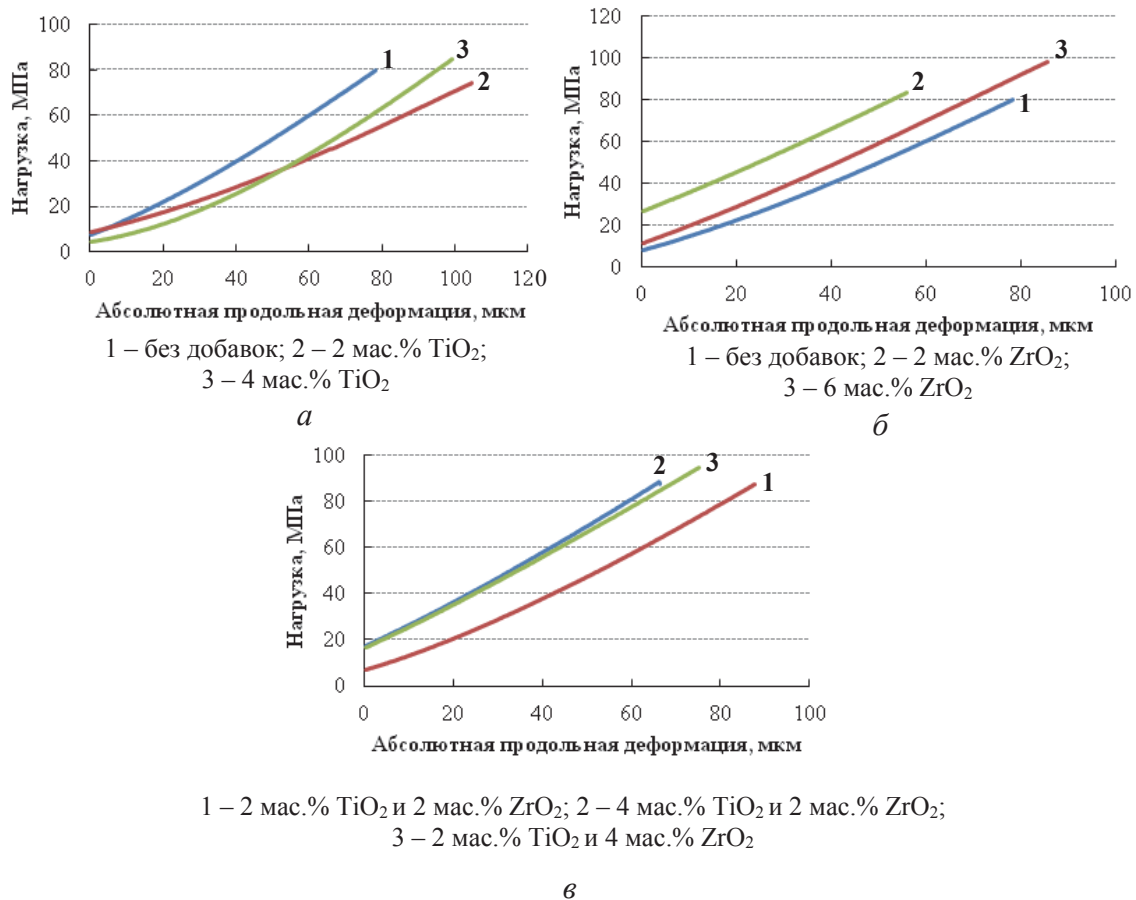 100
80
60
40
20
0
Нагрузка, МПа
1
3
2
0 20 40 60 80 100 120
Абсолютная продольная деформация, мкм
1 – без добавок; 2 – 2 мас.% TiO₂;
3 – 4 мас.% TiO₂
а
120
100
80
60
40
20
0
Нагрузка, МПа
2
3
1
0 20 40 60 80 100
Абсолютная продольная деформация, мкм
1 – без добавок; 2 – 2 мас.% ZrO₂;
3 – 6 мас.% ZrO₂
б
100
80
60
40
20
0
Нагрузка, МПа
2
3
1
0 20 40 60 80 100
Абсолютная продольная деформация, мкм
1 – 2 мас.% TiO₂ и 2 мас.% ZrO₂; 2 – 4 мас.% TiO₂ и 2 мас.% ZrO₂;
3 – 2 мас.% TiO₂ и 4 мас.% ZrO₂
в